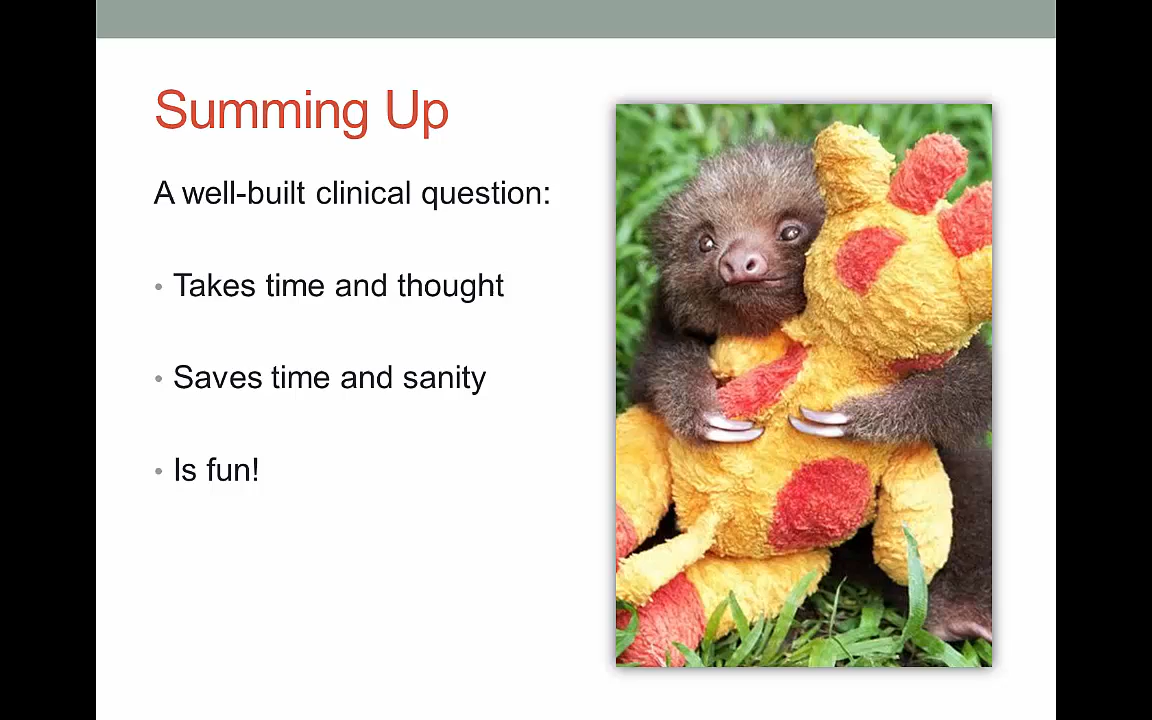 Summing Up
A well-built clinical question:
• Takes time and thought
• Saves time and sanity
• Is fun!